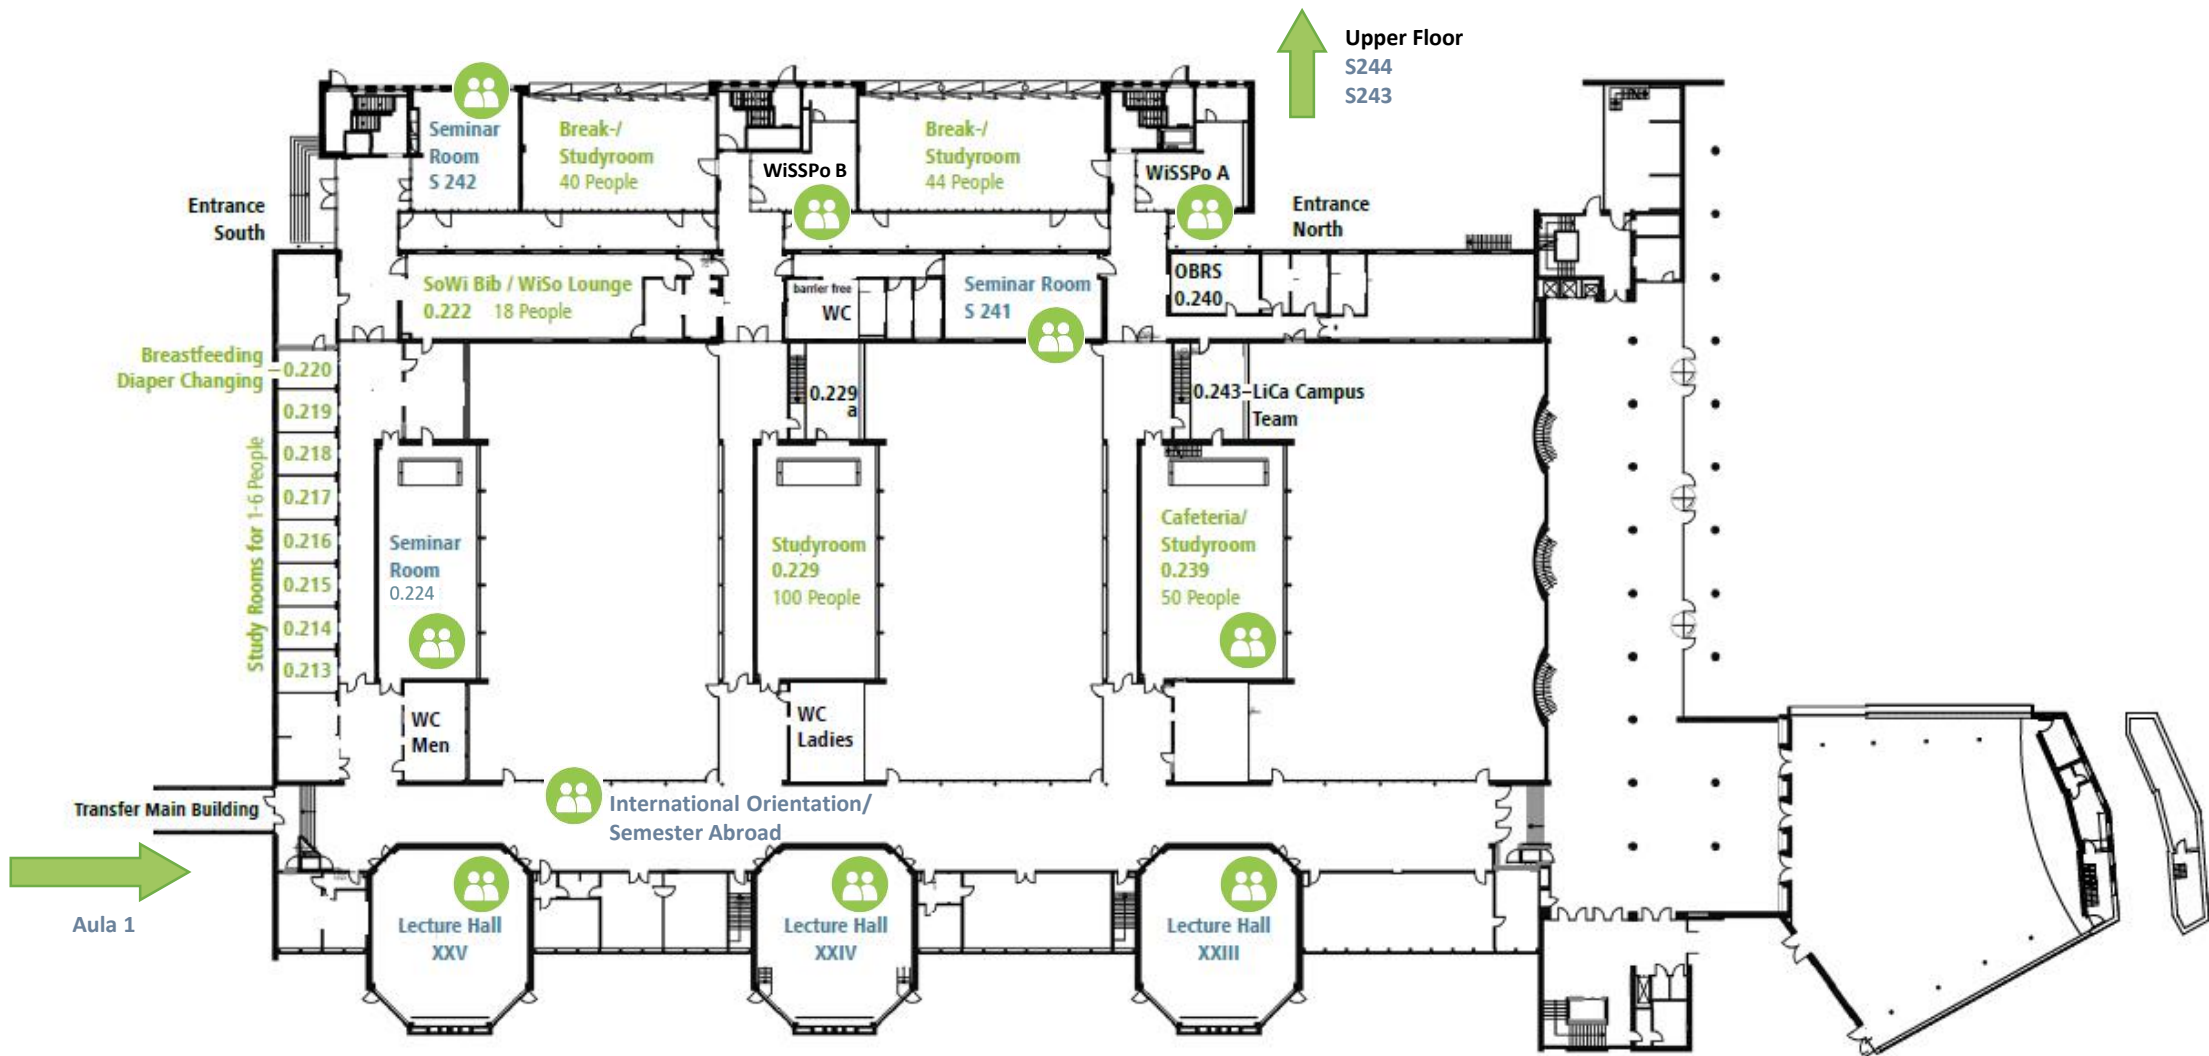 Upper Floor
S244
S243
Seminar
Room
S 242
Break-/
Studyroom
40 People
WiSSPo B
Break-/
Studyroom
44 People
WiSSPo A
Entrance
South
Entrance
North
SoWi Bib / WiSo Lounge
0.222 18 People
barrier free
WC
Seminar Room
S 241
OBRS
0.240
Breastfeeding
Diaper Changing
0.220
0.219
0.218
0.217
0.216
0.215
0.214
0.213
Study Rooms for 1-6 People
0.229
a
0.243–LiCa Campus
Team
Seminar
Room
0.224
Studyroom
0.229
100 People
Cafeteria/
Studyroom
0.239
50 People
WC
Men
WC
Ladies
Transfer Main Building
International Orientation/
Semester Abroad
Aula 1
Lecture Hall
XXV
Lecture Hall
XXIV
Lecture Hall
XXIII